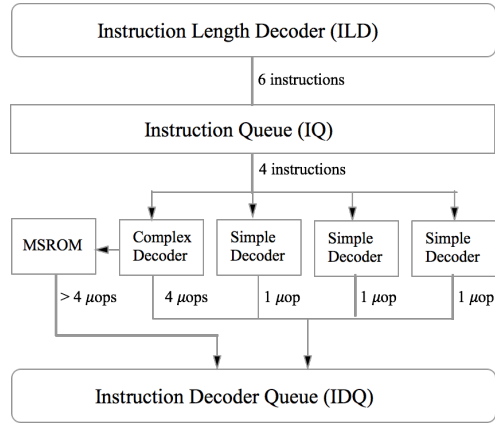 Instruction Length Decoder (ILD)
6 instructions
Instruction Queue (IQ)
4 instructions
MSROM
Complex
Decoder
Simple
Decoder
Simple
Decoder
Simple
Decoder
> 4 μops
4 μops
1 μop
1 μop
1 μop
Instruction Decoder Queue (IDQ)